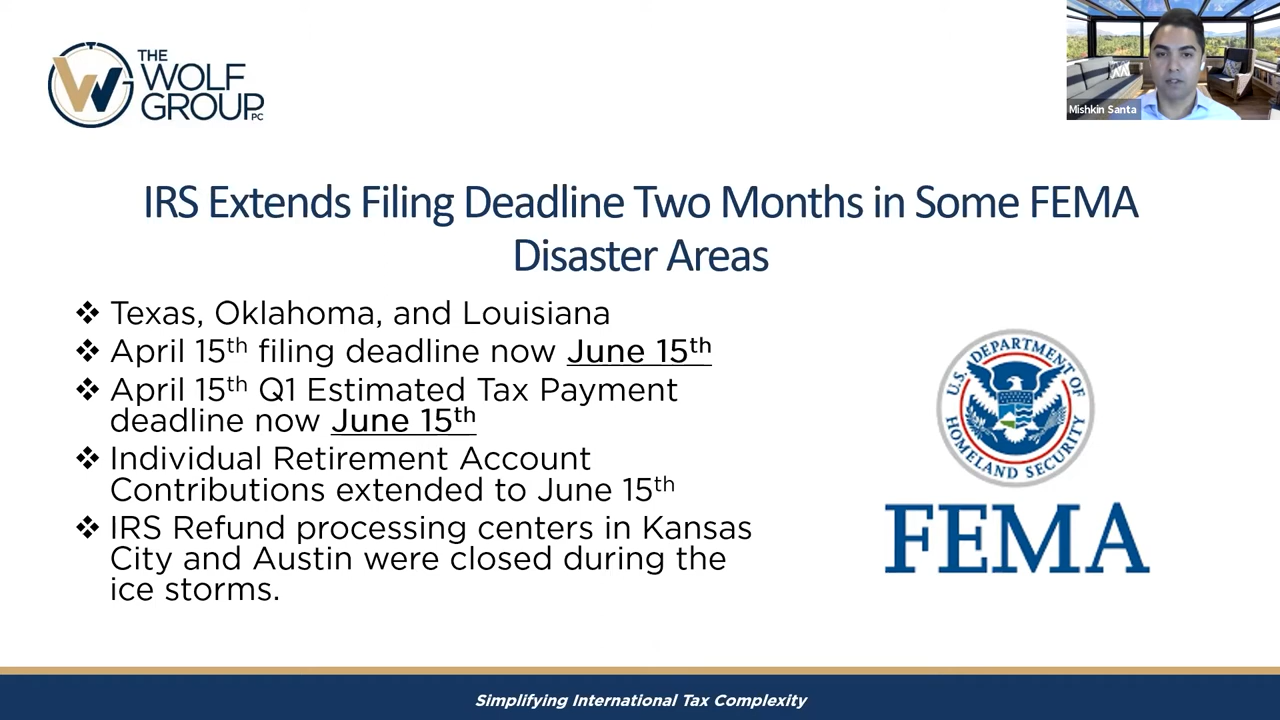 THE
WOLF
GROUP PC
Mishkin Santa
IRS Extends Filing Deadline Two Months in Some FEMA
Disaster Areas
❖ Texas, Oklahoma, and Louisiana
❖ April 15th filing deadline now June 15th
❖ April 15th Q1 Estimated Tax Payment
deadline now June 15th
❖ Individual Retirement Account
Contributions extended to June 15th
❖ IRS Refund processing centers in Kansas
City and Austin were closed during the
ice storms.
U.S. DEPARTMENT OF
HOMELAND SECURITY
FEMA
Simplifying International Tax Complexity